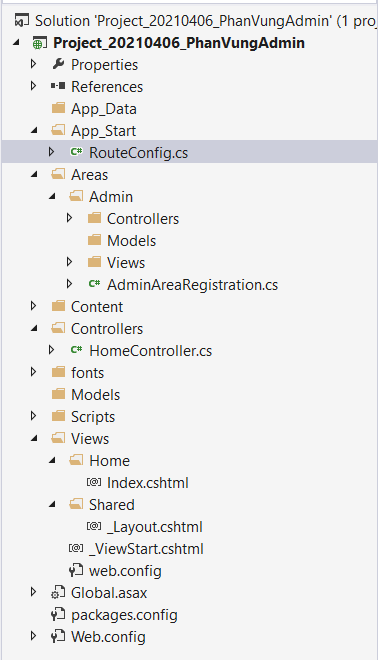 Solution 'Project_20210406_PhanVungAdmin' (1 proj
Project_20210406_PhanVungAdmin
Properties
References
App_Data
App_Start
C# RouteConfig.cs
Areas
Admin
Controllers
Models
Views
C# AdminAreaRegistration.cs
Content
Controllers
C# HomeController.cs
fonts
Models
Scripts
Views
Home
[@] Index.cshtml
Shared
[@] _Layout.cshtml
[@] _ViewStart.cshtml
web.config
Global.asax
packages.config
Web.config